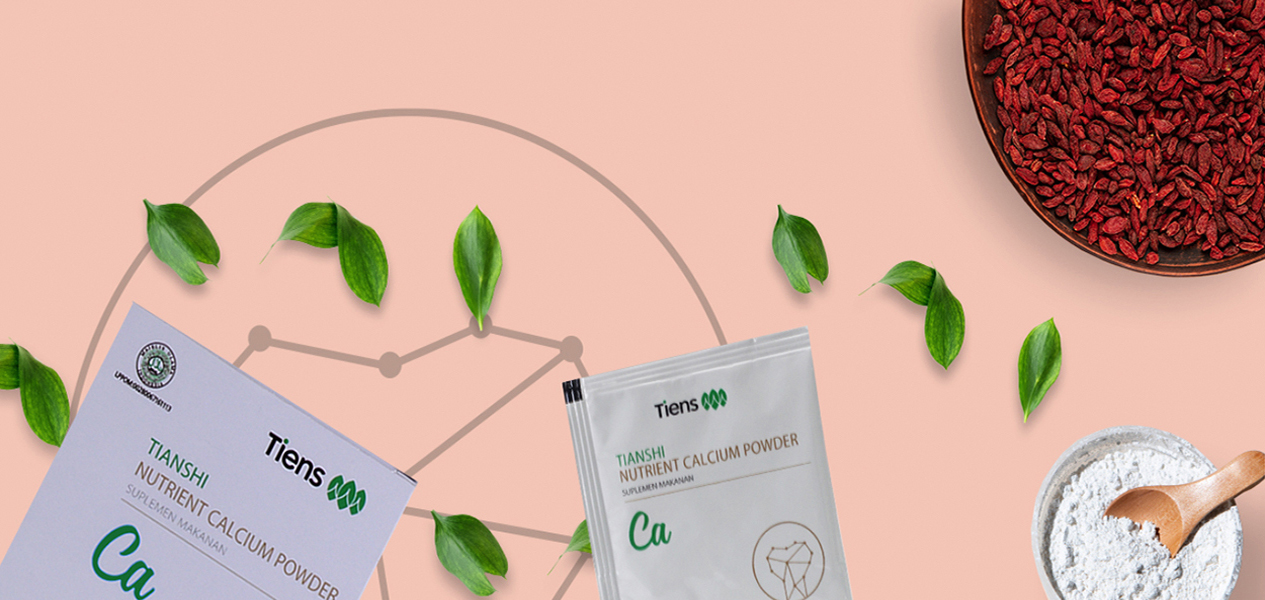 Tiens
TIANSHI
NUTRIENT CALCIUM POWDER
SUPLEMEN MAKANAN
Ca
Tiens
TIANSHI
NUTRIENT CALCIUM POWDER
SUPLEMEN MAKANAN
Ca